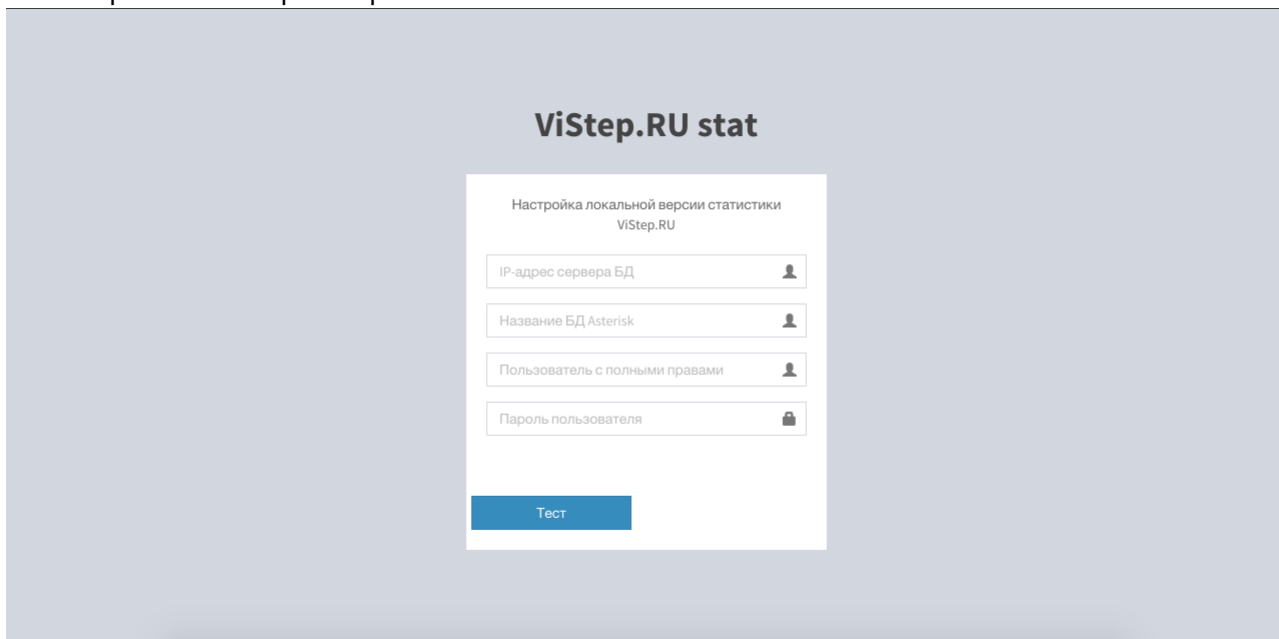 ViStep.RU stat
Настройка локальной версии статистики
ViStep.RU
IP-адрес сервера БД
Название БД Asterisk
Пользователь с полными правами
Пароль пользователя
Тест